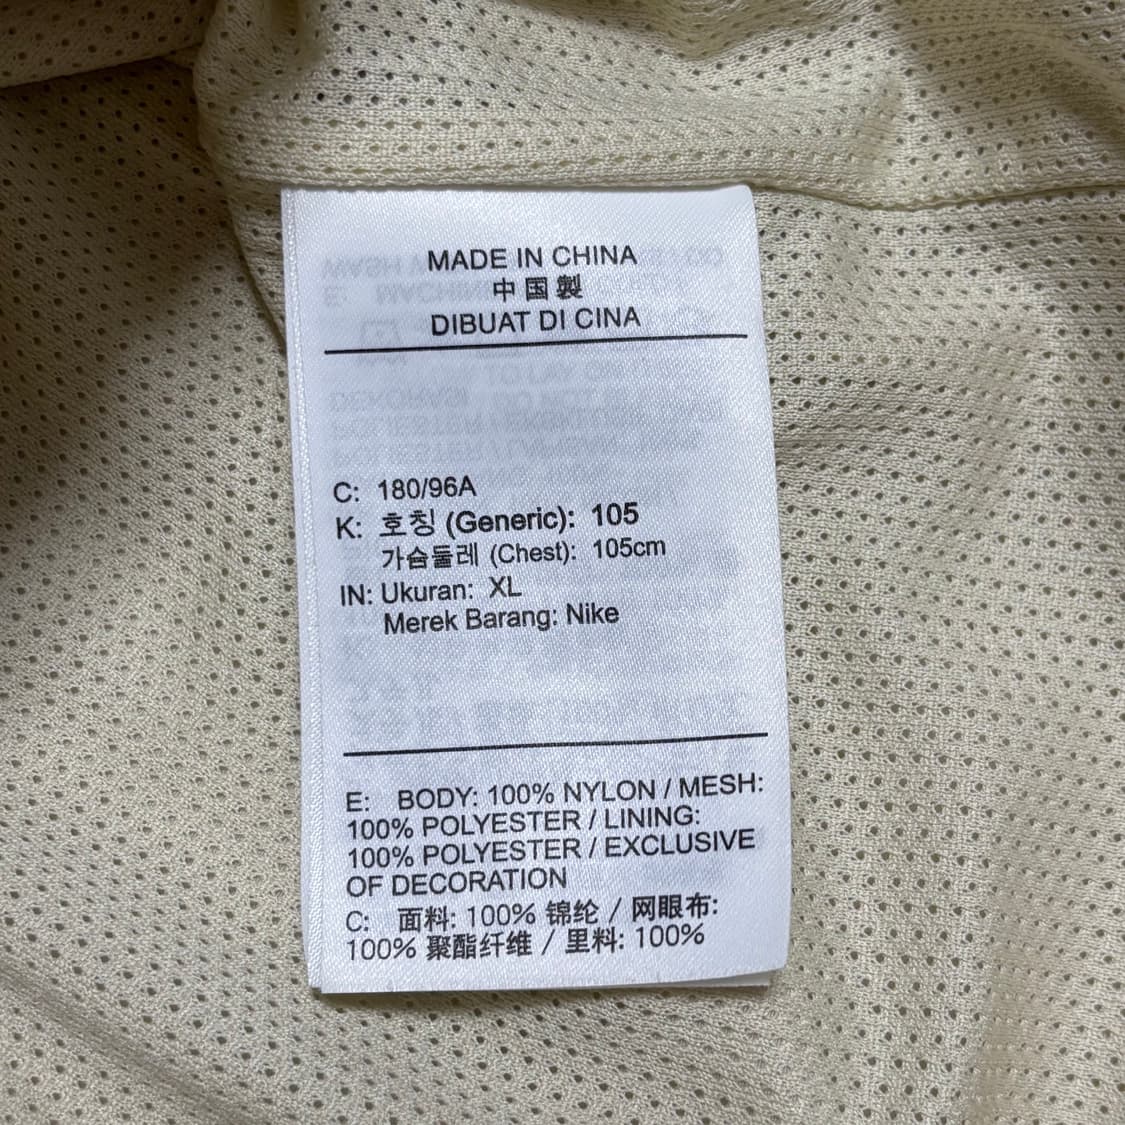 MADE IN CHINA
中国製
DIBUAT DI CINA
C: 180/96A
K: 호칭 (Generic): 105
가슴둘레 (Chest): 105cm
IN: Ukuran: XL
Merek Barang: Nike
E: BODY: 100% NYLON / MESH:
100% POLYESTER / LINING:
100% POLYESTER / EXCLUSIVE
OF DECORATION
C: 面料: 100% 锦纶 / 网眼布:
100% 聚酯纤维 / 里料: 100%